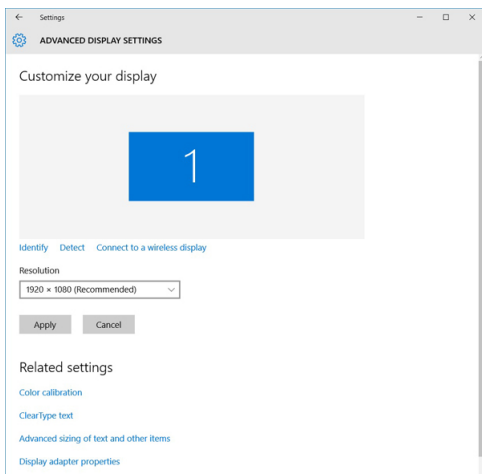 Settings
ADVANCED DISPLAY SETTINGS
Customize your display
1
Identify Detect Connect to a wireless display
Resolution
1920 × 1080 (Recommended)
Apply Cancel
Related settings
Color calibration
ClearType text
Advanced sizing of text and other items
Display adapter properties